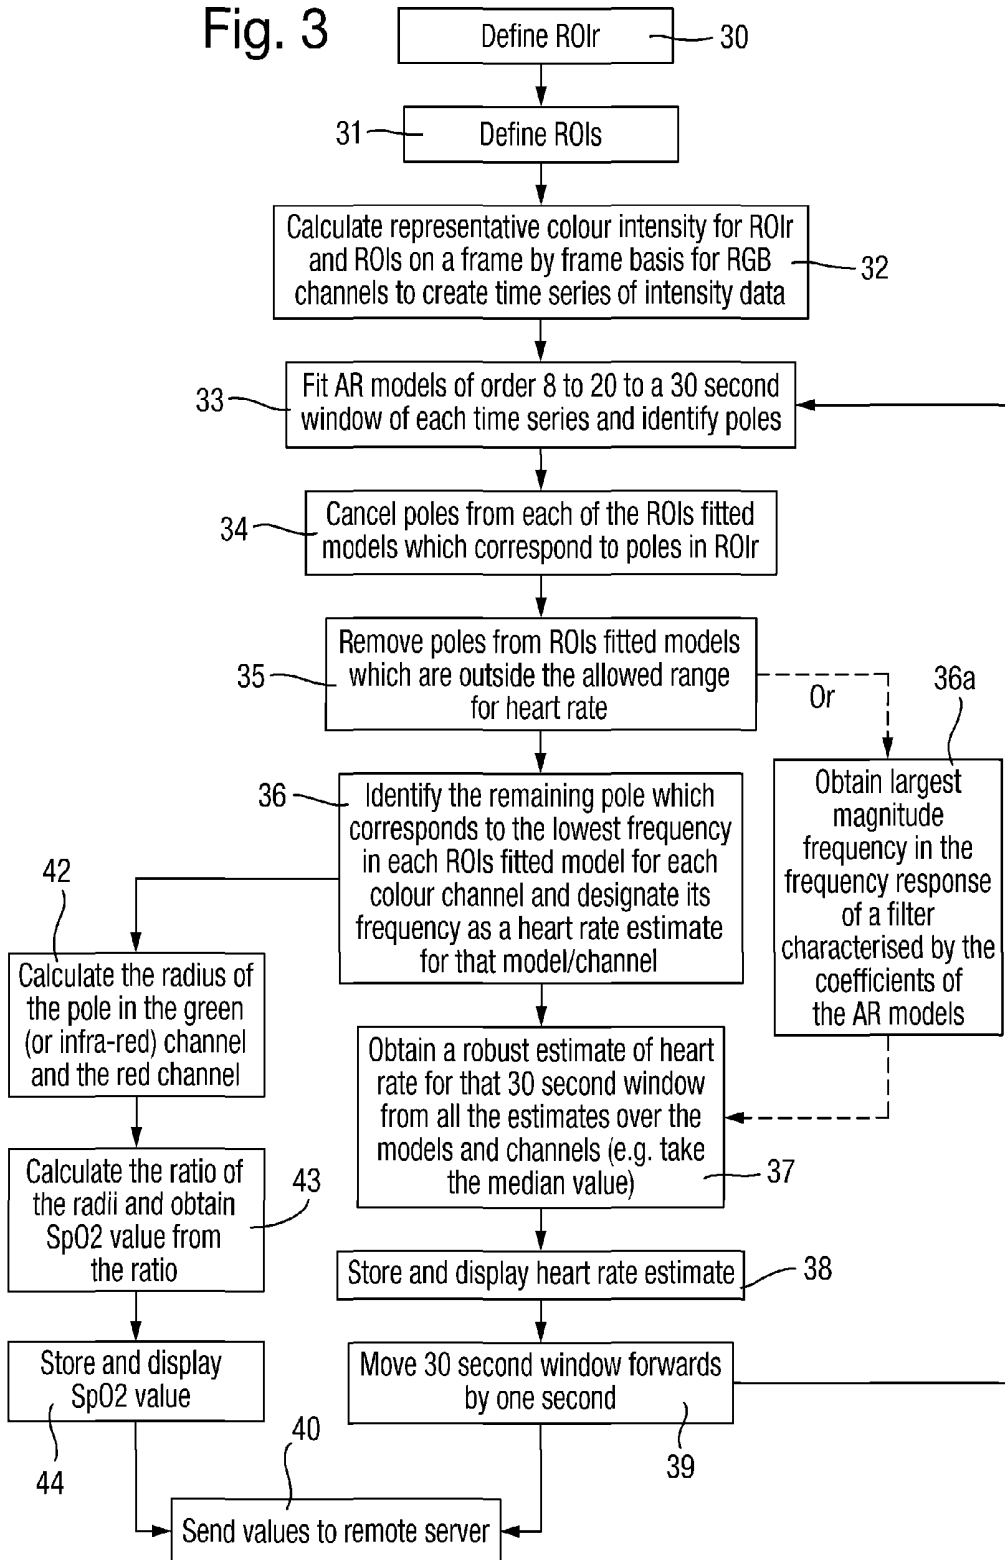 Fig. 3
Define ROIr
30
31
Define ROIs
Calculate representative colour intensity for ROIr
and ROIs on a frame by frame basis for RGB
channels to create time series of intensity data
32
33
Fit AR models of order 8 to 20 to a 30 second
window of each time series and identify poles
34
Cancel poles from each of the ROIs fitted
models which correspond to poles in ROIr
35
Remove poles from ROIs fitted models
which are outside the allowed range
for heart rate
Or
36a
36
Identify the remaining pole which
corresponds to the lowest frequency
in each ROIs fitted model for each
colour channel and designate its
frequency as a heart rate estimate
for that model/channel
Obtain largest
magnitude
frequency in the
frequency response
of a filter
characterised by the
coefficients of
the AR models
42
Calculate the radius of
the pole in the green
(or infra-red) channel
and the red channel
Obtain a robust estimate of heart
rate for that 30 second window
from all the estimates over the
models and channels (e.g. take
the median value)
37
Calculate the ratio of
the radii and obtain
SpO2 value from
the ratio
43
Store and display heart rate estimate
38
Store and display
SpO2 value
44
Move 30 second window forwards
by one second
39
40
Send values to remote server